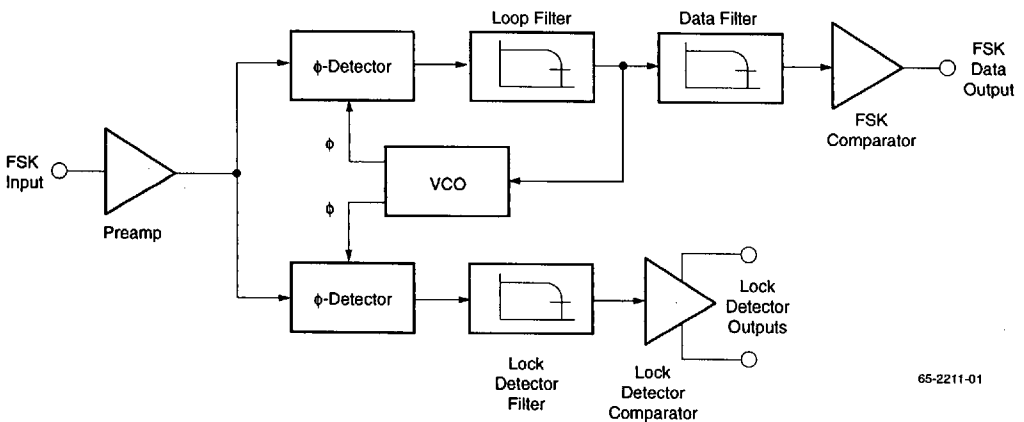 Loop Filter
Data Filter
ϕ-Detector
FSK
Data
Output
FSK
Comparator
ϕ
FSK
Input
VCO
ϕ
Preamp
ϕ-Detector
Lock
Detector
Outputs
Lock
Detector
Filter
Lock
Detector
Comparator
65-2211-01